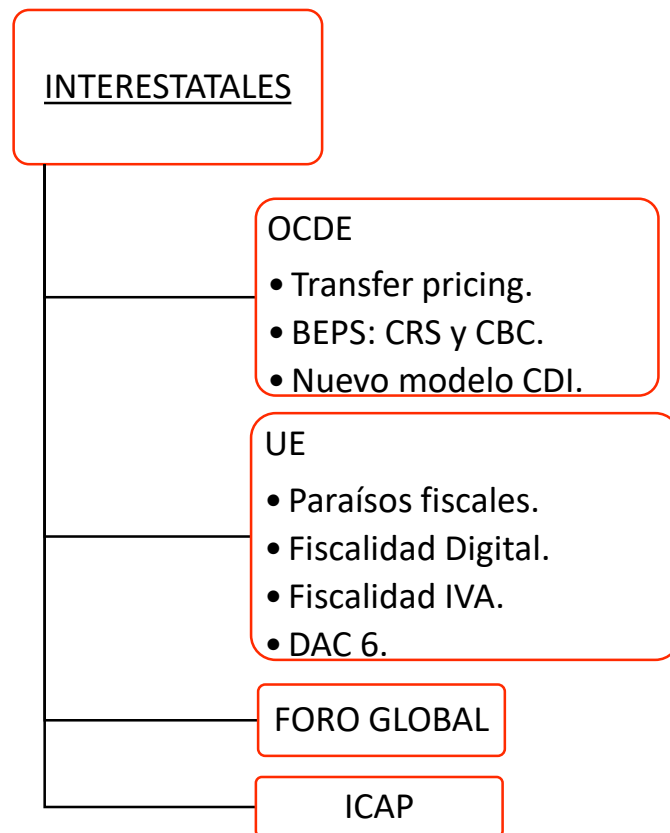 INTERESTATALES
OCDE
• Transfer pricing.
• BEPS: CRS y CBC.
• Nuevo modelo CDI.
UE
• Paraísos fiscales.
• Fiscalidad Digital.
• Fiscalidad IVA.
• DAC 6.
FORO GLOBAL
ICAP